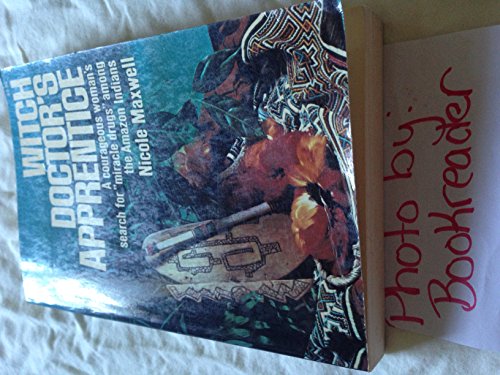 WITCH
DOCTOR'S
APPRENTICE
A courageous woman's
search for "miracle drugs" among
the Amazon Indians
Nicole Maxwell
Photo by:
Bookreader